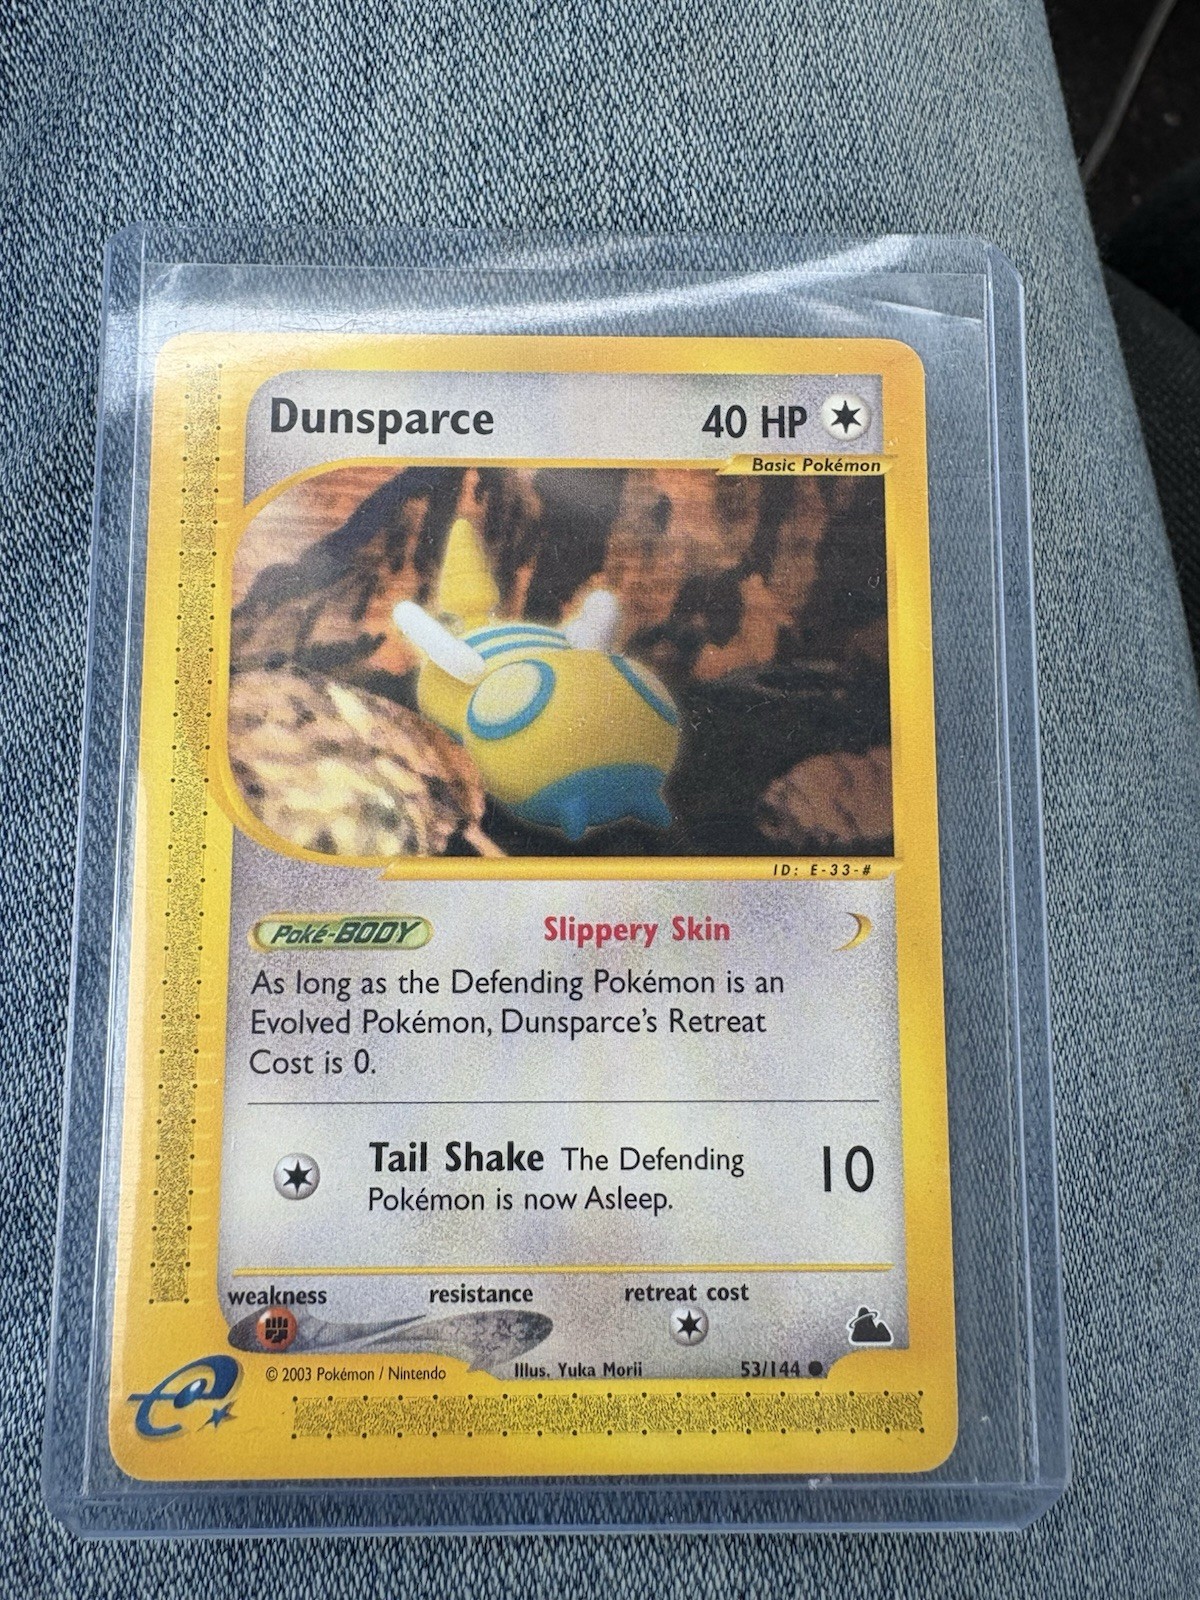 Dunsparce 40 HP
Basic Pokémon
ID: E-33-#
Poké-BODY Slippery Skin
As long as the Defending Pokémon is an
Evolved Pokémon, Dunsparce's Retreat
Cost is 0.
Tail Shake The Defending 10
Pokémon is now Asleep.
weakness resistance retreat cost
© 2003 Pokémon / Nintendo Illus. Yuka Morii 53/144
e